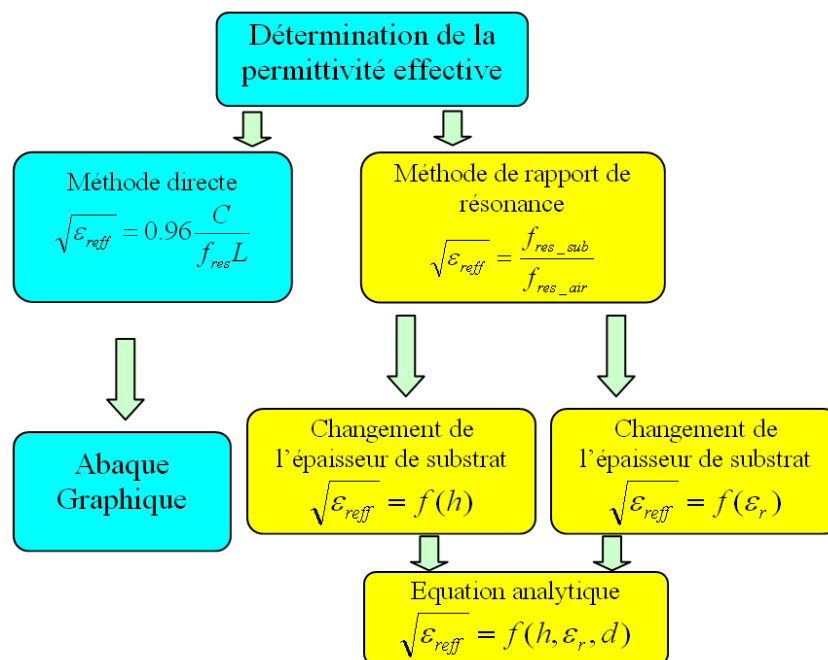 Détermination de la
permittivité effective
Méthode directe
√ε_reff = 0.96 C / f_res L
Méthode de rapport de
résonance
√ε_reff = f_res_sub / f_res_air
Abaque
Graphique
Changement de
l'épaisseur de substrat
√ε_reff = f(h)
Changement de
l'épaisseur de substrat
√ε_reff = f(ε_r)
Equation analytique
√ε_reff = f(h, ε_r, d)